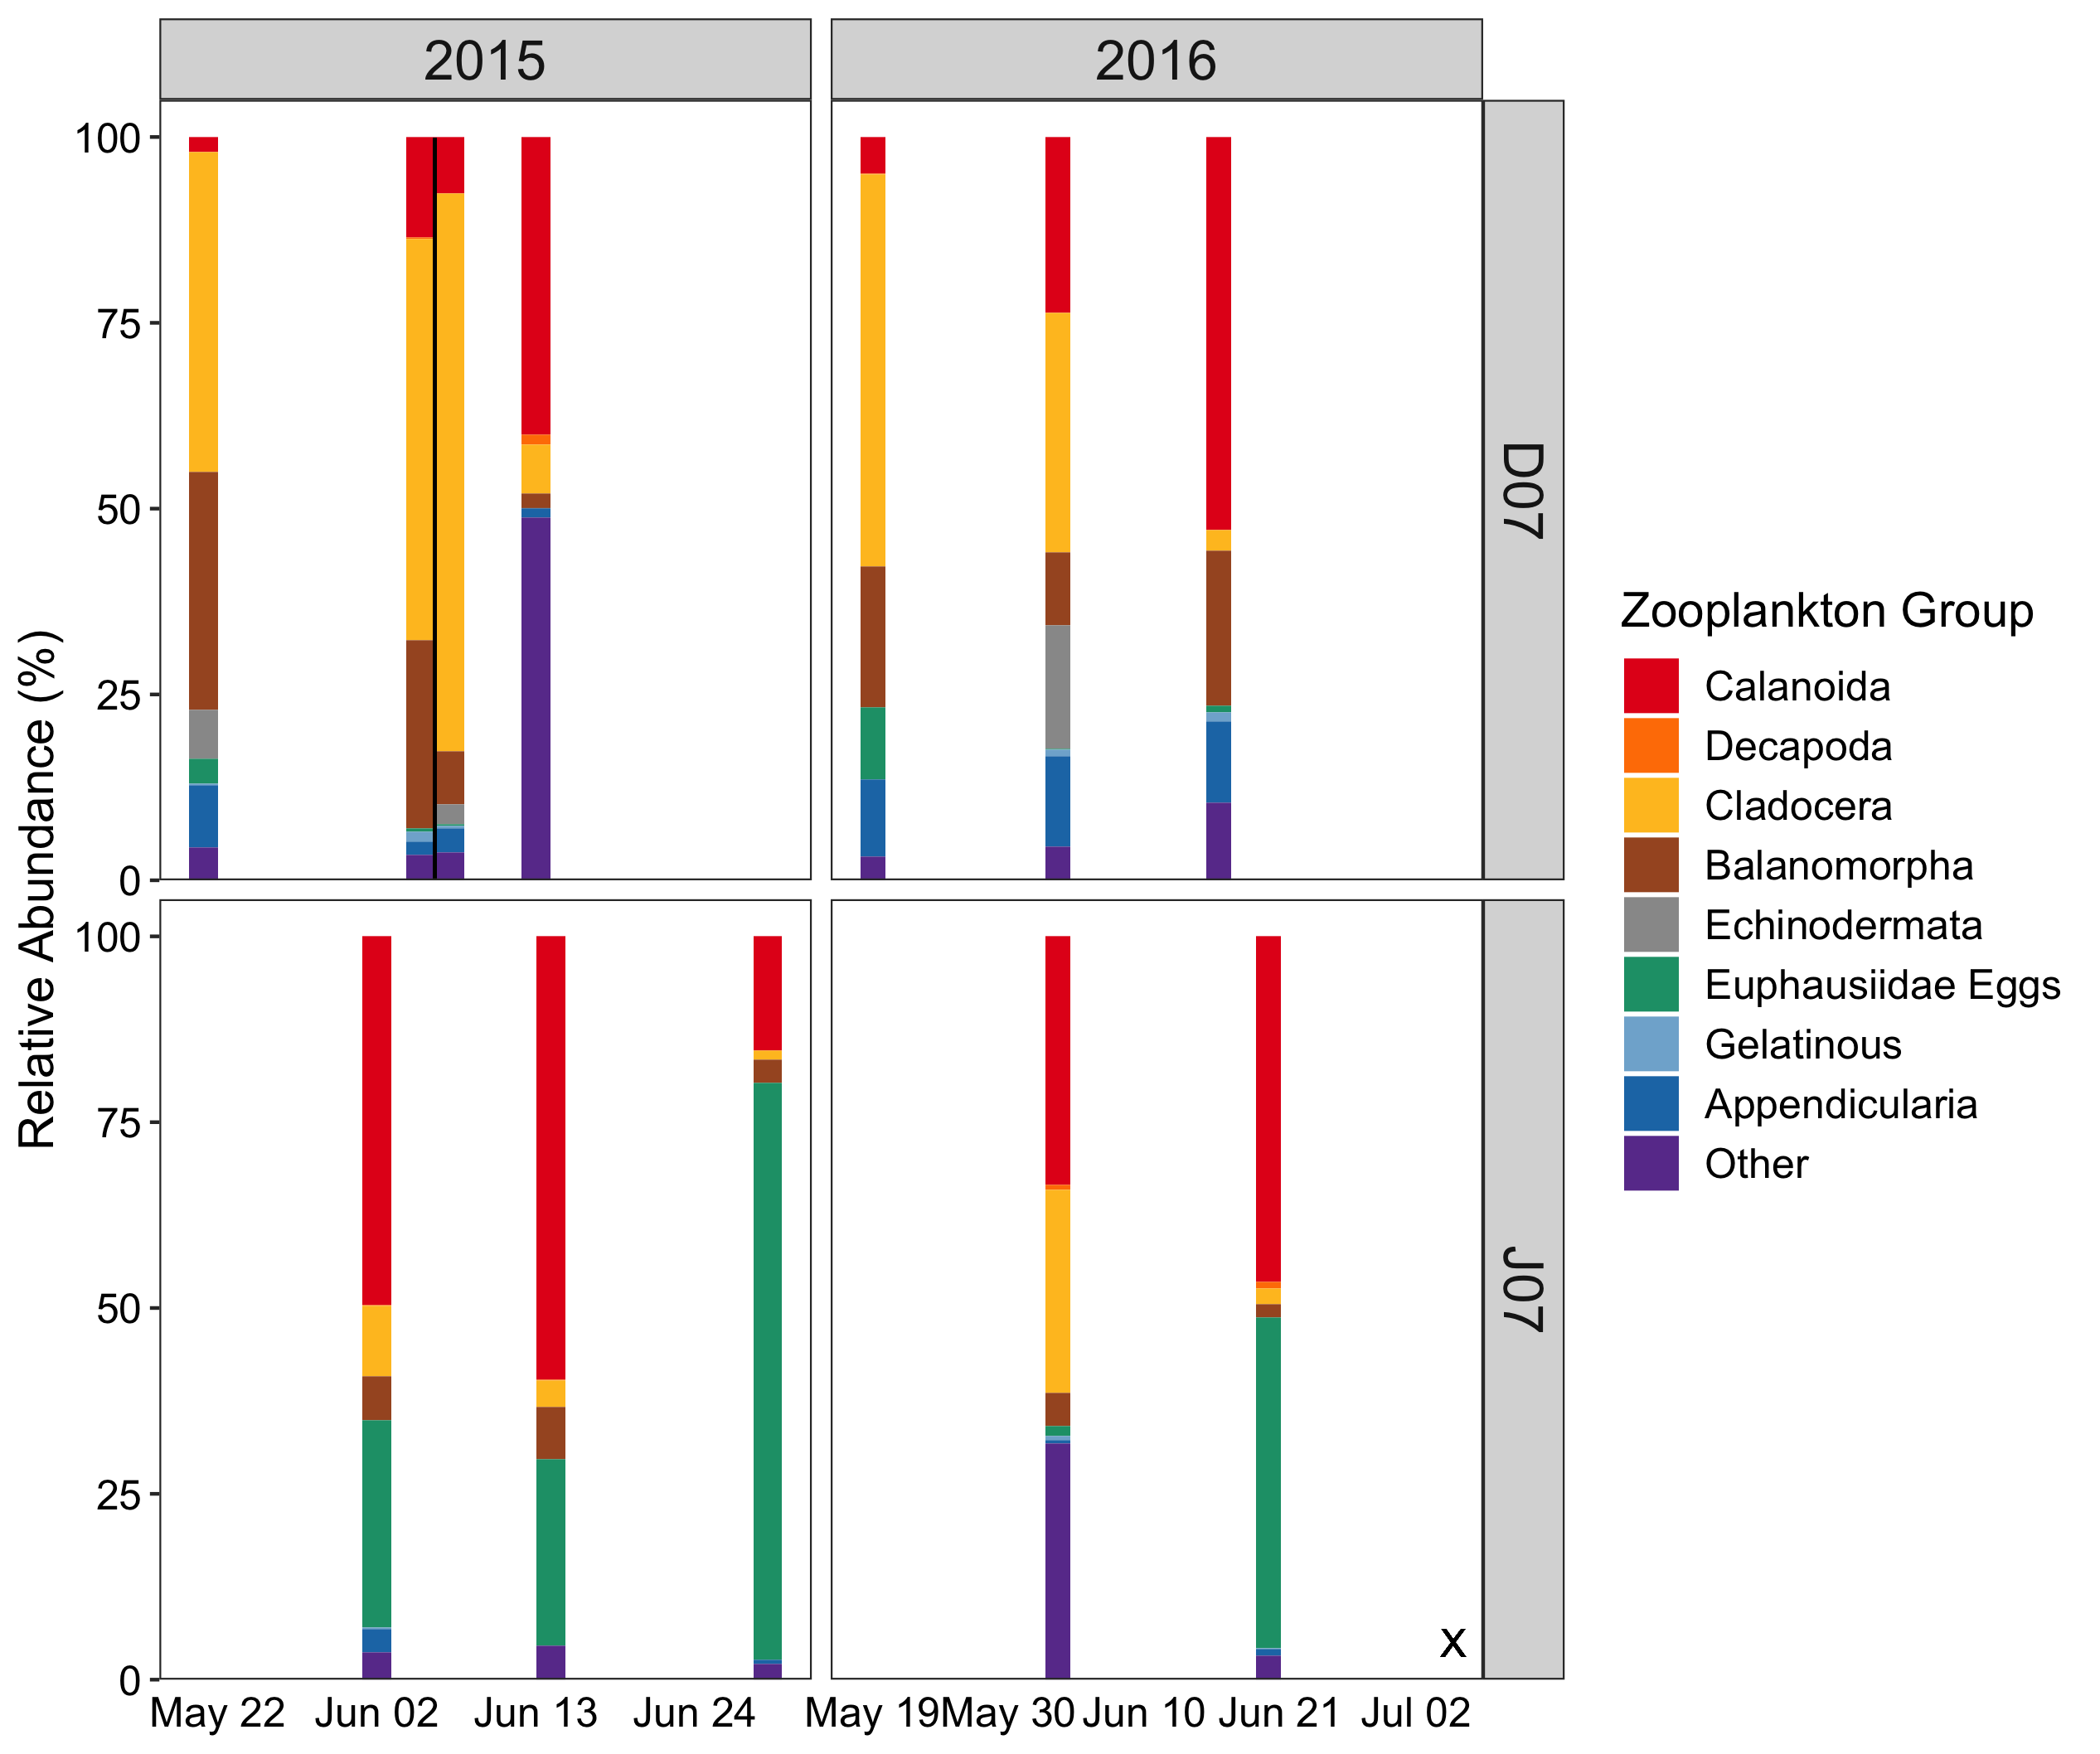 2015
2016
100
75
50
25
0
D07
Relative Abundance (%)
100
75
50
25
0
J07
x
May 22
Jun 02
Jun 13
Jun 24
May 19
May 30
Jun 10
Jun 21
Jul 02
Zooplankton Group
Calanoida
Decapoda
Cladocera
Balanomorpha
Echinodermata
Euphausiidae Eggs
Gelatinous
Appendicularia
Other